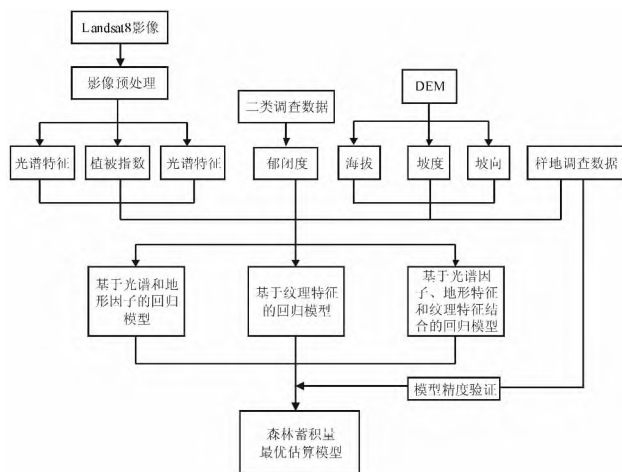 Landsat8影像
影像预处理
二类调查数据
DEM
光谱特征
植被指数
光谱特征
郁闭度
海拔
坡度
坡向
样地调查数据
基于光谱和地
形因子的回归
模型
基于纹理特征
的回归模型
基于光谱因
子、地形特征
和纹理特征结
合的回归模型
模型精度验证
森林蓄积量
最优估算模型